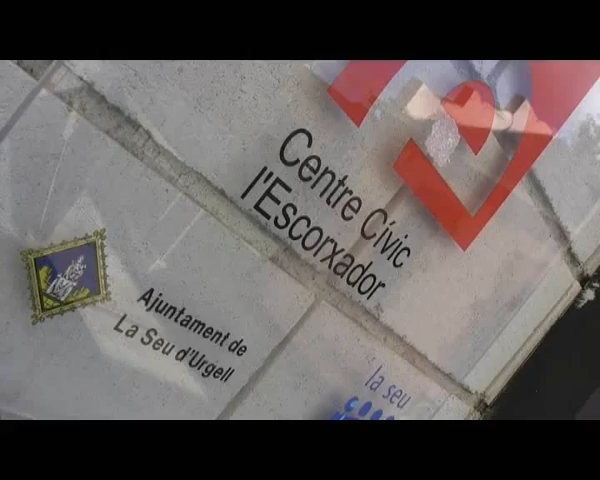 Centre Cívic
l'Escorxador
Ajuntament de
La Seu d'Urgell
la seu